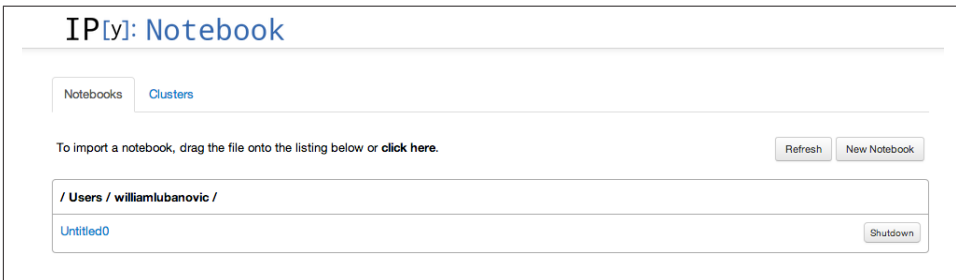 IP[y]: Notebook
Notebooks Clusters
To import a notebook, drag the file onto the listing below or click here. Refresh New Notebook
/ Users / williamlubanovic /
Untitled0 Shutdown